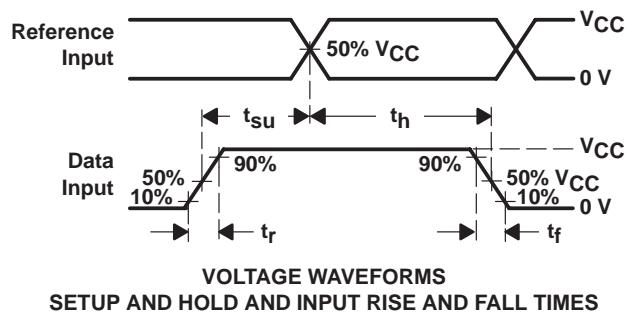 Reference
Input
VCC
50% VCC
0 V
tsu
th
Data
Input
VCC
90%
90%
50%
50% VCC
10%
10%
0 V
tr
tf
VOLTAGE WAVEFORMS
SETUP AND HOLD AND INPUT RISE AND FALL TIMES